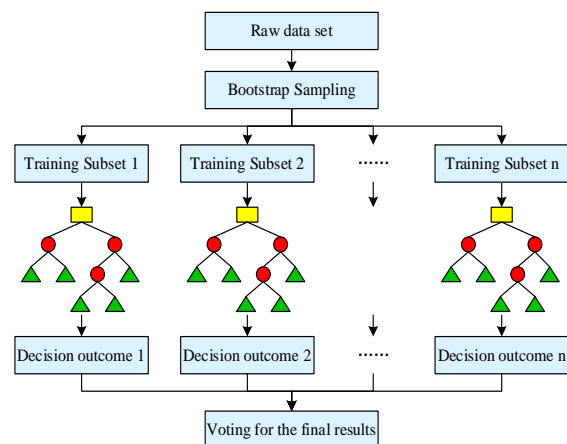 Raw data set
Bootstrap Sampling
Training Subset 1
Training Subset 2
......
Training Subset n
Decision outcome 1
Decision outcome 2
......
Decision outcome n
Voting for the final results